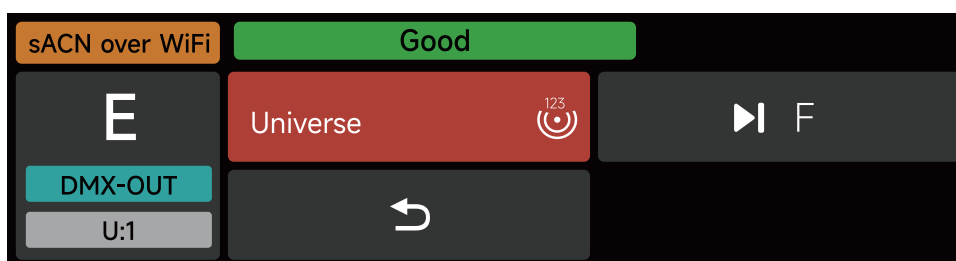 sACN over WiFi
Good
E
Universe
123
F
DMX-OUT
U:1